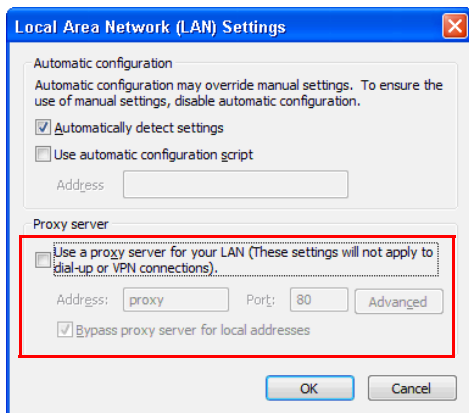 Local Area Network (LAN) Settings
Automatic configuration
Automatic configuration may override manual settings. To ensure the
use of manual settings, disable automatic configuration.
Automatically detect settings
Use automatic configuration script
Address
Proxy server
Use a proxy server for your LAN (These settings will not apply to
dial-up or VPN connections).
Address: proxy Port: 80 Advanced
Bypass proxy server for local addresses
OK Cancel